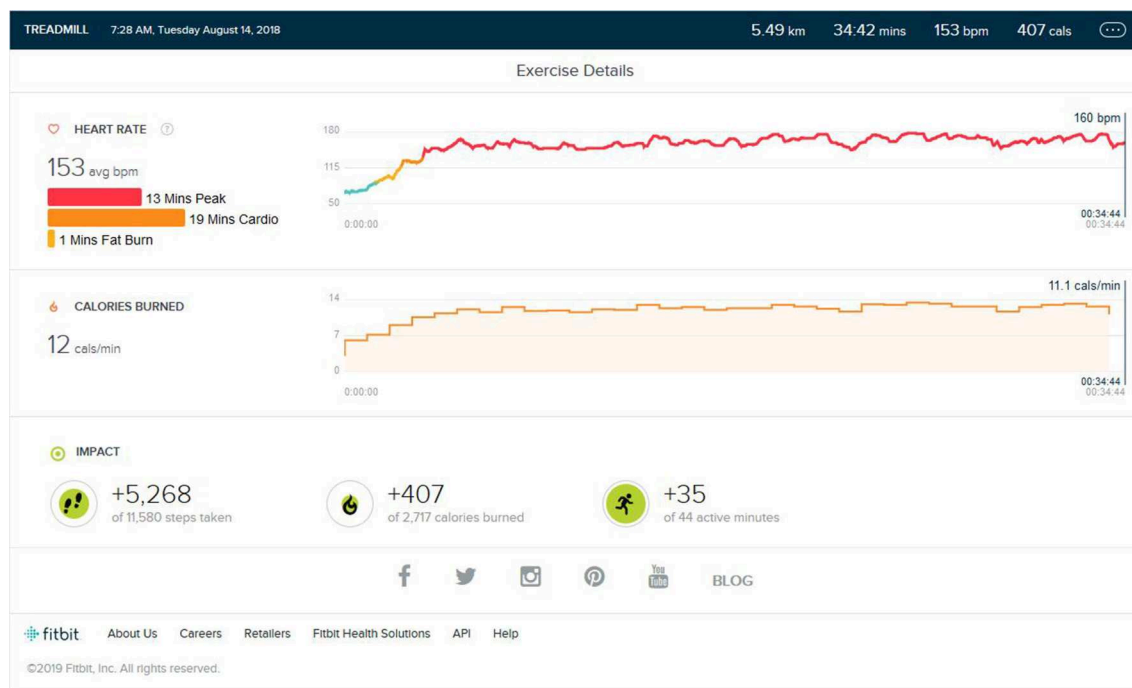 TREADMILL 7:28 AM, Tuesday August 14, 2018 5.49 km 34:42 mins 153 bpm 407 cals
Exercise Details
HEART RATE ?
153 avg bpm
13 Mins Peak
19 Mins Cardio
1 Mins Fat Burn
160 bpm
180
115
50
00:34:44
0:00:00 00:34:44
CALORIES BURNED
12 cals/min
11.1 cals/min
14
7
0
00:34:44
0:00:00 00:34:44
IMPACT
+5,268
of 11,580 steps taken
+407
of 2,717 calories burned
+35
of 44 active minutes
You
Tube
BLOG
fitbit About Us Careers Retailers Fitbit Health Solutions API Help
©2019 Fitbit, Inc. All rights reserved.